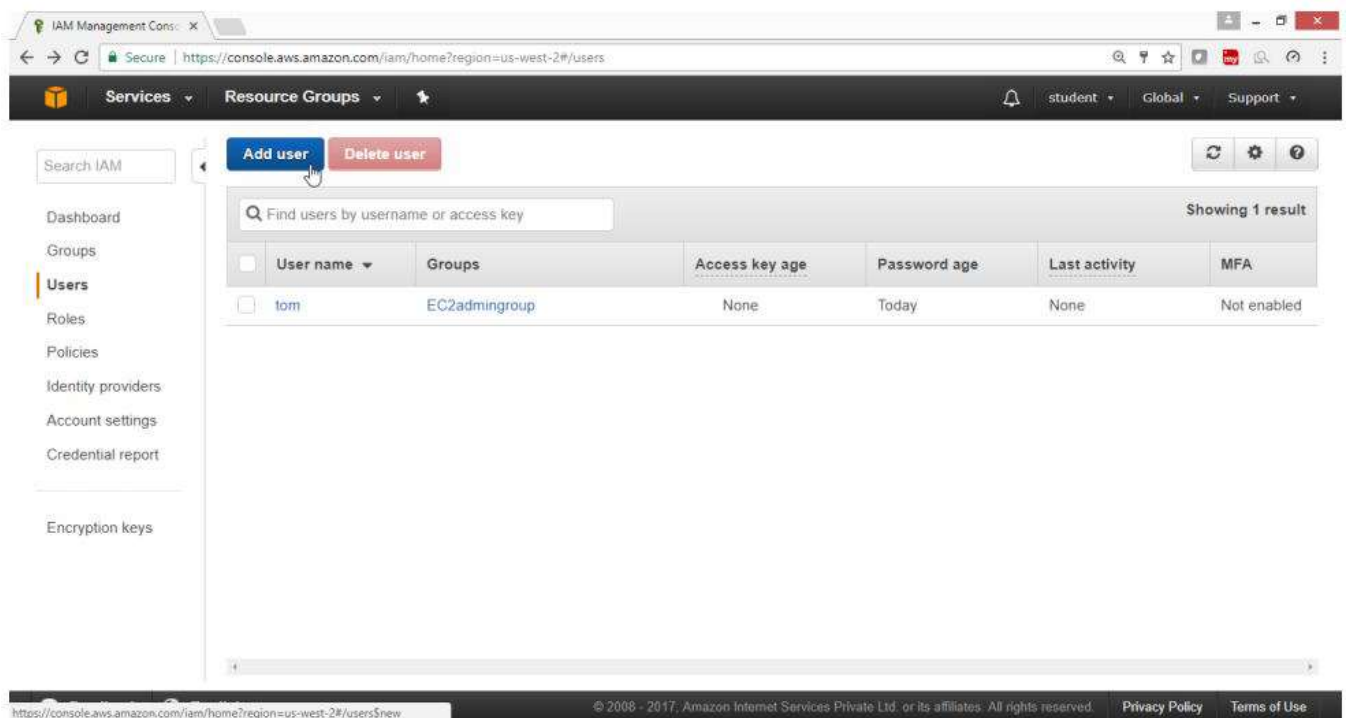 IAM Management Cons
Secure https://console.aws.amazon.com/iam/home?region=us-west-2#/users
my
Services Resource Groups student Global Support
Search IAM
Add user Delete user
Dashboard
Groups
Users
Roles
Policies
Identity providers
Account settings
Credential report
Encryption keys
Find users by username or access key Showing 1 result
User name Groups Access key age Password age Last activity MFA
tom EC2admingroup None Today None Not enabled
© 2008 - 2017, Amazon Internet Services Private Ltd. or its affiliates. All rights reserved. Privacy Policy Terms of Use
https://console.aws.amazon.com/iam/home?region=us-west-2#/users$new